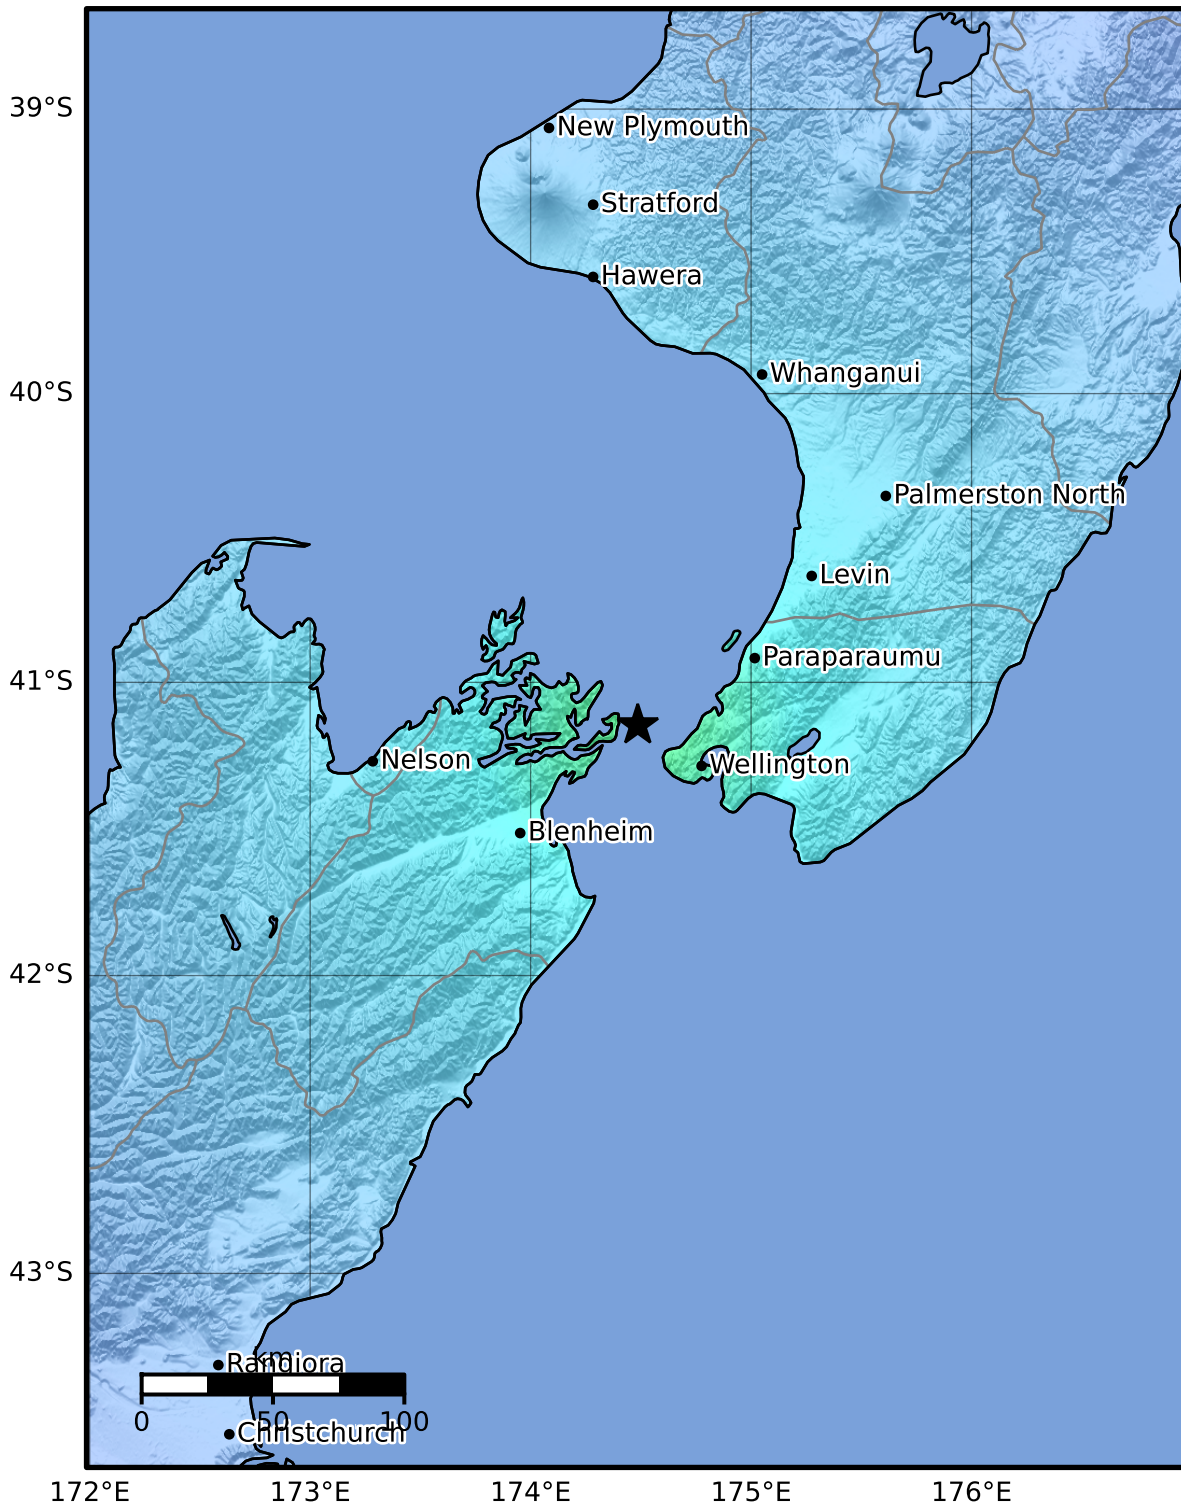 39°S
New Plymouth
Stratford
Hawera
Whanganui
40°S
Palmerston North
Levin
Paraparaumu
41°S
Nelson
Wellington
Blenheim
42°S
43°S
Rangiora
km
0 50 100
Christchurch
172°E 173°E 174°E 175°E 176°E